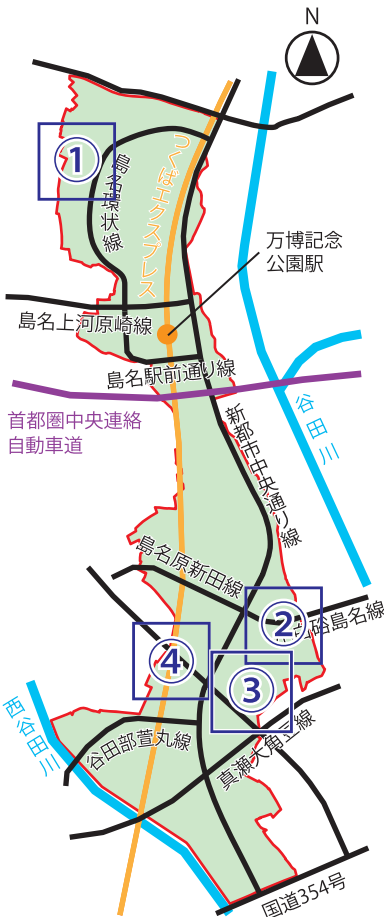 N
①
島名環状線
つくばエクスプレス
万博記念
公園駅
島名上河原崎線
島名駅前通り線
首都圏中央連絡
自動車道
谷田川
新都市中央通り線
島名原新田線
②
島名線
④
③
西谷田川
谷田部萱丸線
真瀬大角豆線
国道354号